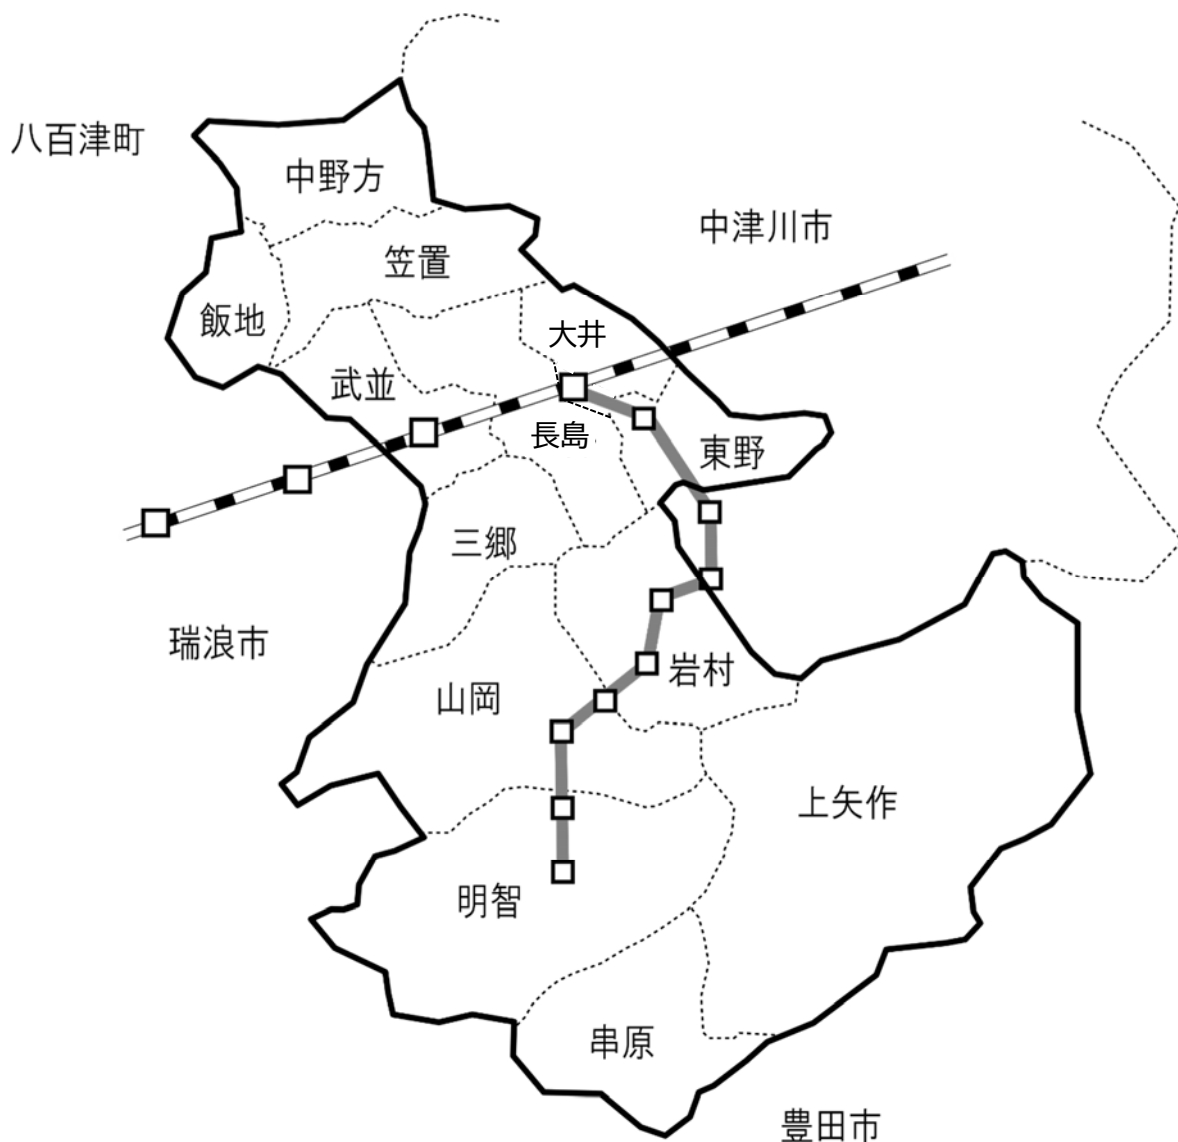 八百津町
中野方
中津川市
笠置
飯地
大井
武並
長島
東野
三郷
瑞浪市
岩村
山岡
上矢作
明智
串原
豊田市